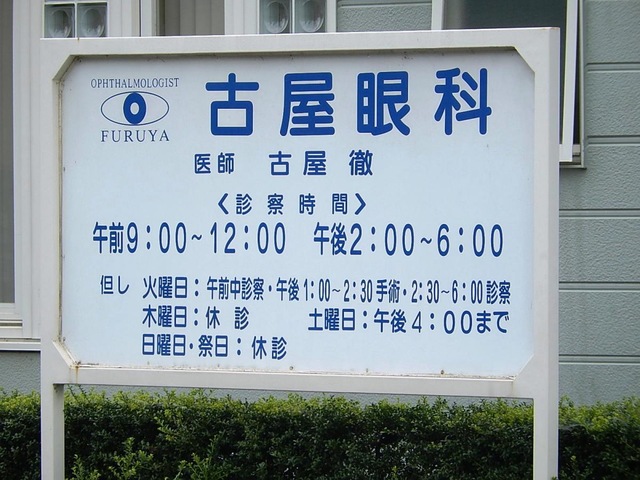 OPHTHALMOLOGIST
FURUYA
古屋眼科
医師 古屋 徹
〈診察時間〉
午前9:00~12:00 午後2:00~6:00
但し 火曜日:午前中診察・午後1:00~2:30手術・2:30~6:00診察
木曜日:休診 土曜日:午後4:00まで
日曜日・祭日:休診